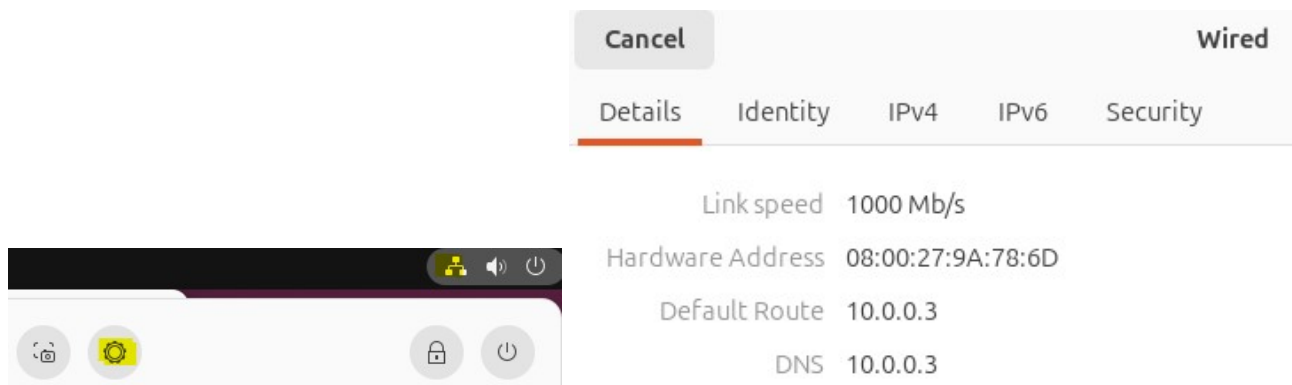 Cancel Wired
Details Identity IPv4 IPv6 Security
Link speed 1000 Mb/s
Hardware Address 08:00:27:9A:78:6D
Default Route 10.0.0.3
DNS 10.0.0.3